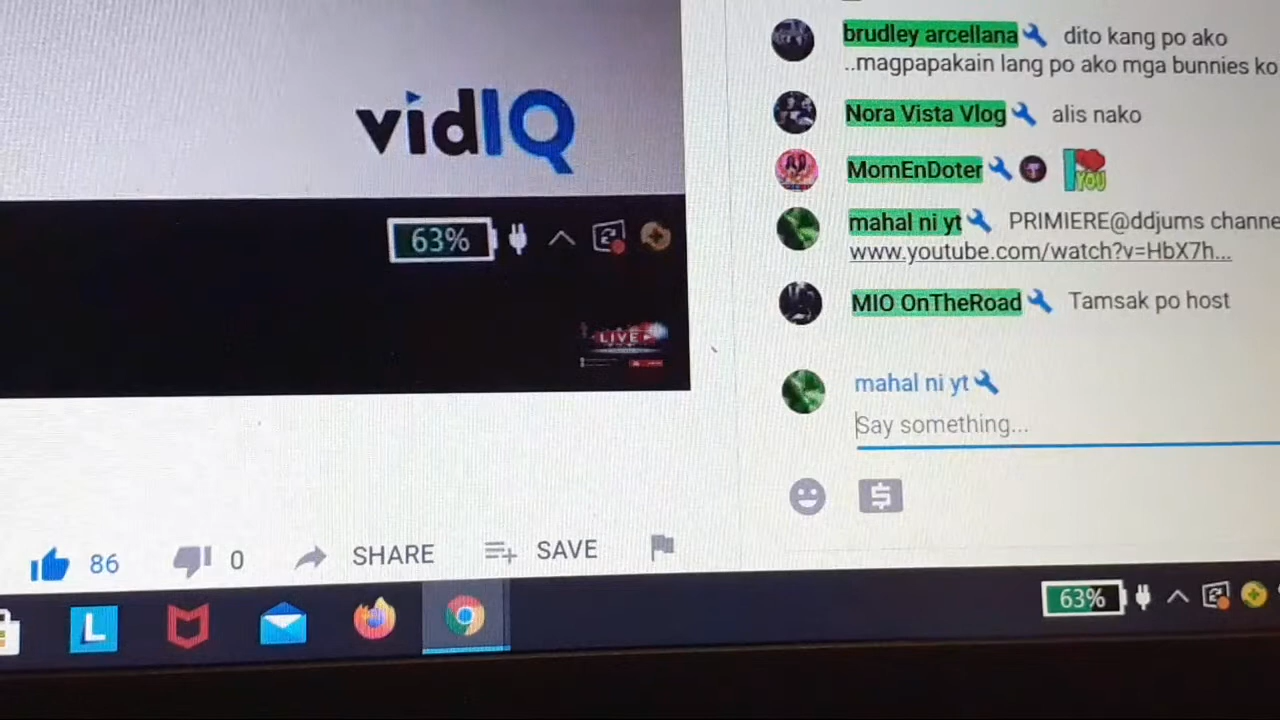 vidIQ
63%
LIVE
brudley arcellana dito kang po ako
..magpapakain lang po ako mga bunnies ko
Nora Vista Vlog alis nako
MomEnDoter YOU
mahal ni yt PRIMIERE@ddjums channe
www.youtube.com/watch?v=HbX7h...
MIO OnTheRoad Tamsak po host
mahal ni yt
Say something...
86 0 SHARE SAVE
L 63%